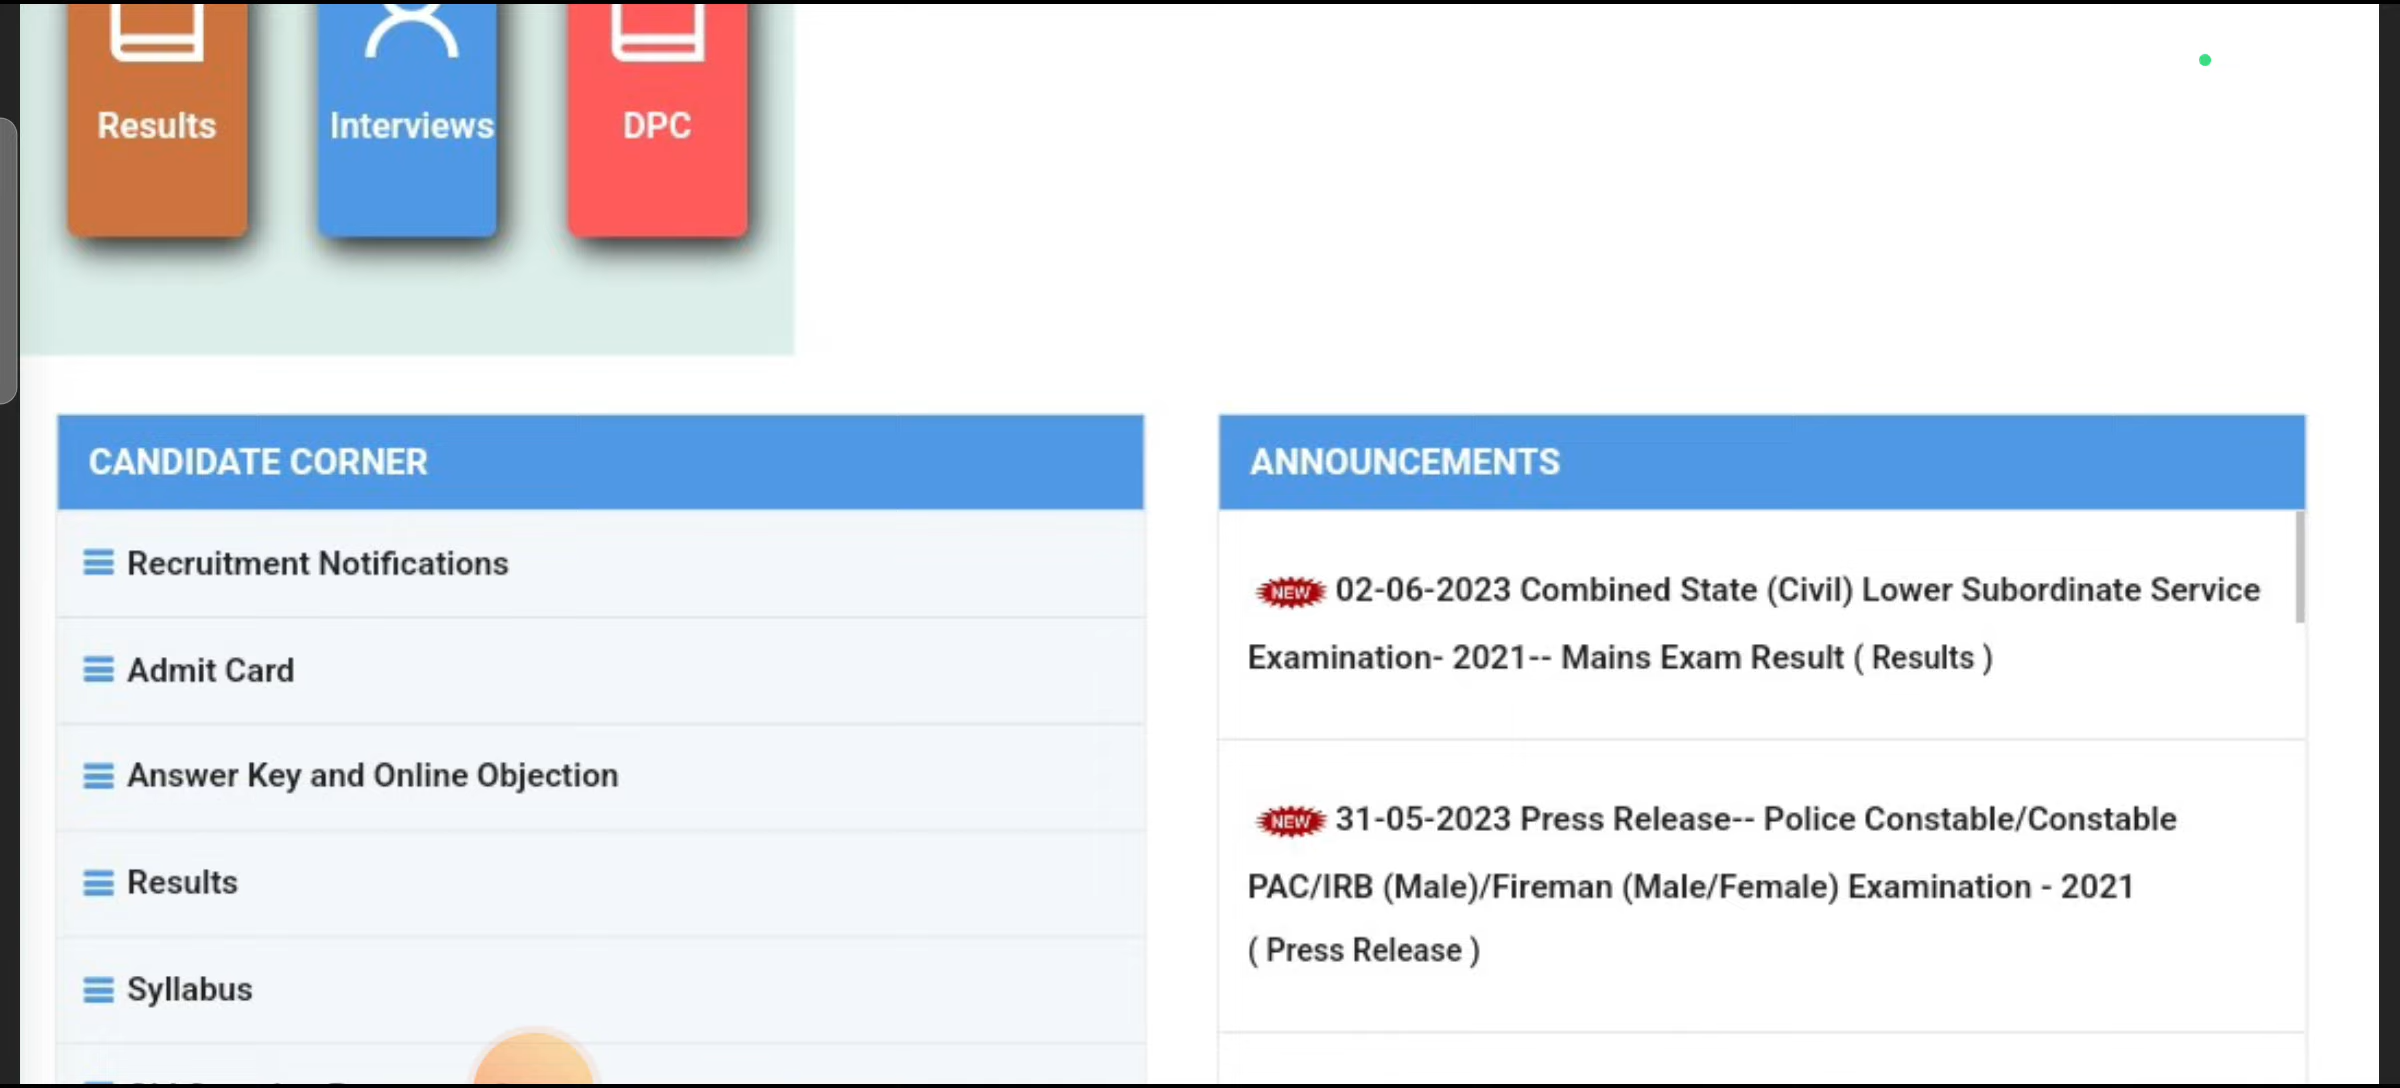 Results
Interviews
DPC
CANDIDATE CORNER
Recruitment Notifications
Admit Card
Answer Key and Online Objection
Results
Syllabus
ANNOUNCEMENTS
NEW 02-06-2023 Combined State (Civil) Lower Subordinate Service
Examination- 2021-- Mains Exam Result ( Results )
NEW 31-05-2023 Press Release-- Police Constable/Constable
PAC/IRB (Male)/Fireman (Male/Female) Examination - 2021
( Press Release )